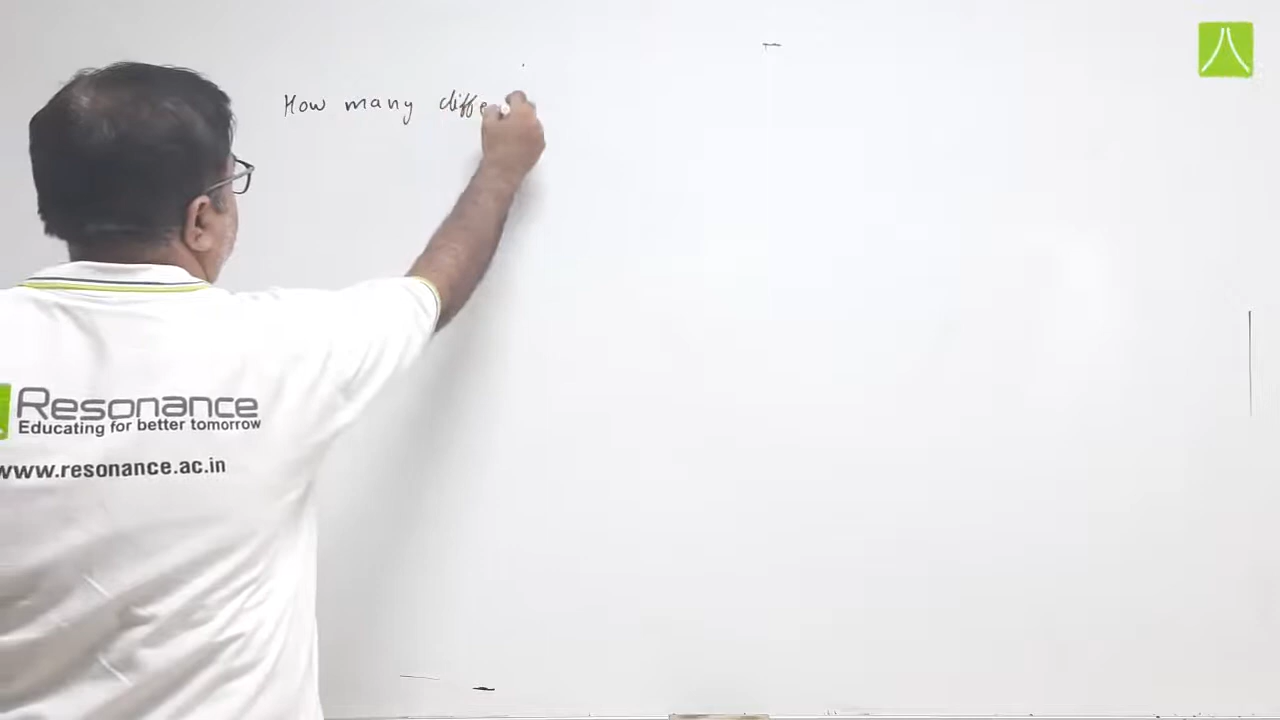 How many diffe
Resonance
Educating for better tomorrow
www.resonance.ac.in